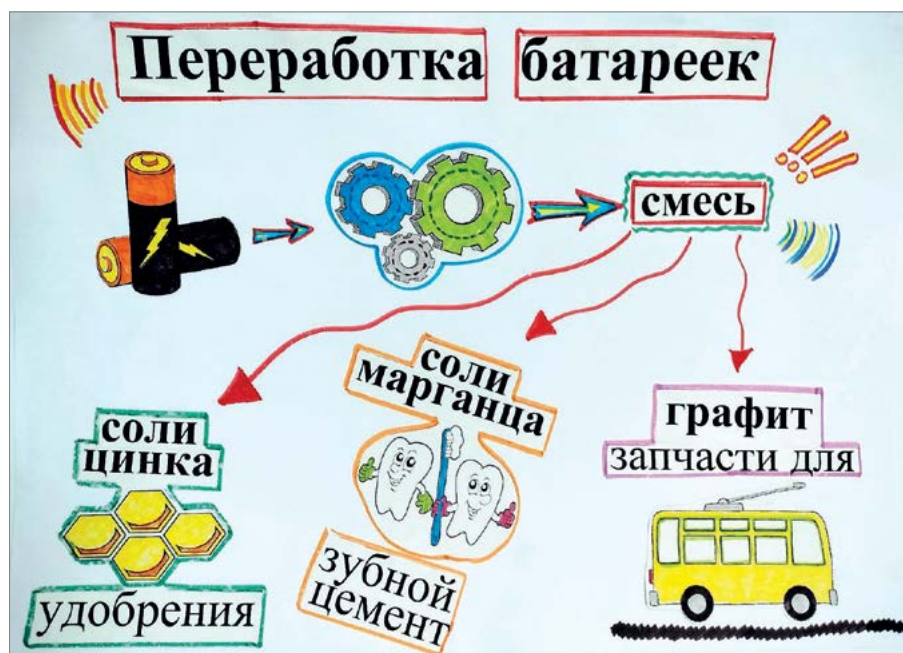 Переработка батареек
смесь
соли
цинка
удобрения
соли
марганца
зубной
цемент
графит
запчасти для